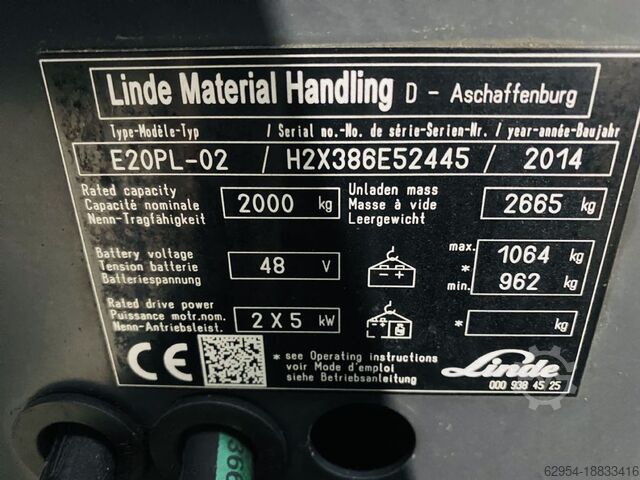 Linde Material Handling D - Aschaffenburg
Type-Modèle-Typ / Serial no.-No. de série-Serien-Nr. / year-année-Baujahr
E20PL-02 / H2X386E52445 / 2014
Rated capacity
Capacité nominale
Nenn-Tragfähigkeit
2000 kg
Unladen mass
Masse à vide
Leergewicht
2665 kg
Battery voltage
Tension batterie
Batteriespannung
48 V
max. 1064 kg
*
min. 962 kg
Rated drive power
Puissance motr.nom.
Nenn-Antriebsleist.
2 X 5 kW
* kg
CE
* see Operating instructions
voir Mode d'emploi
siehe Betriebsanleitung
Linde
000 938 45 25
62954-18833416